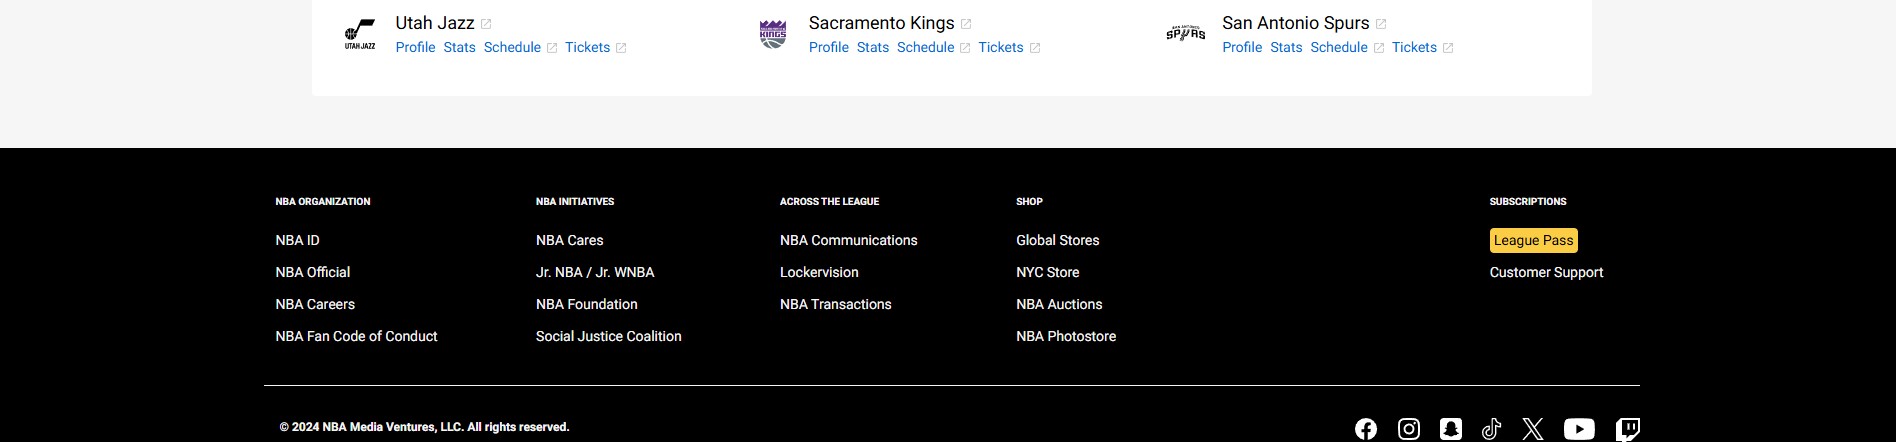 Utah Jazz
Profile Stats Schedule Tickets
UTAH JAZZ
Sacramento Kings
Profile Stats Schedule Tickets
KINGS
San Antonio Spurs
Profile Stats Schedule Tickets
SPURS
NBA ORGANIZATION
NBA ID
NBA Official
NBA Careers
NBA Fan Code of Conduct
NBA INITIATIVES
NBA Cares
Jr. NBA / Jr. WNBA
NBA Foundation
Social Justice Coalition
ACROSS THE LEAGUE
NBA Communications
Lockervision
NBA Transactions
SHOP
Global Stores
NYC Store
NBA Auctions
NBA Photostore
SUBSCRIPTIONS
League Pass
Customer Support
© 2024 NBA Media Ventures, LLC. All rights reserved.